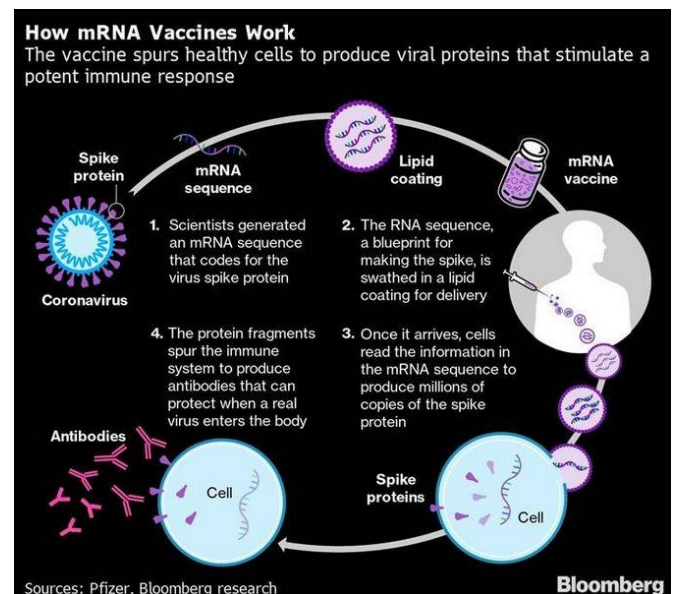 How mRNA Vaccines Work
The vaccine spurs healthy cells to produce viral proteins that stimulate a
potent immune response
Spike
protein
mRNA
sequence
Lipid
coating
mRNA
vaccine
Coronavirus
1. Scientists generated
an mRNA sequence
that codes for the
virus spike protein
2. The RNA sequence,
a blueprint for
making the spike, is
swathed in a lipid
coating for delivery
3. Once it arrives, cells
read the information in
the mRNA sequence to
produce millions of
copies of the spike
protein
4. The protein fragments
spur the immune
system to produce
antibodies that can
protect when a real
virus enters the body
Antibodies
Cell
Spike
proteins
Cell
Sources: Pfizer, Bloomberg research
Bloomberg